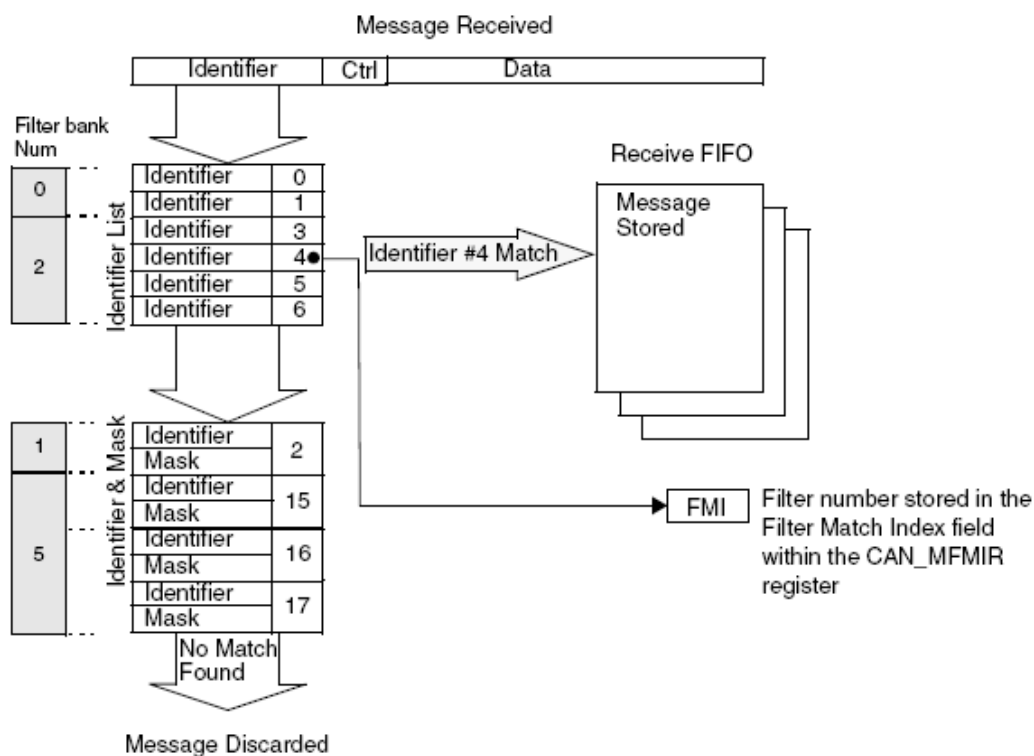 Message Received
Identifier Ctrl Data
Filter bank
Num
Receive FIFO
0
2
Identifier List
Identifier 0
Identifier 1
Identifier 3
Identifier 4
Identifier 5
Identifier 6
Identifier #4 Match
Message
Stored
1
5
Identifier & Mask
Identifier
Mask
2
Identifier
Mask
15
Identifier
Mask
16
Identifier
Mask
17
FMI
Filter number stored in the
Filter Match Index field
within the CAN_MFMIR
register
No Match
Found
Message Discarded